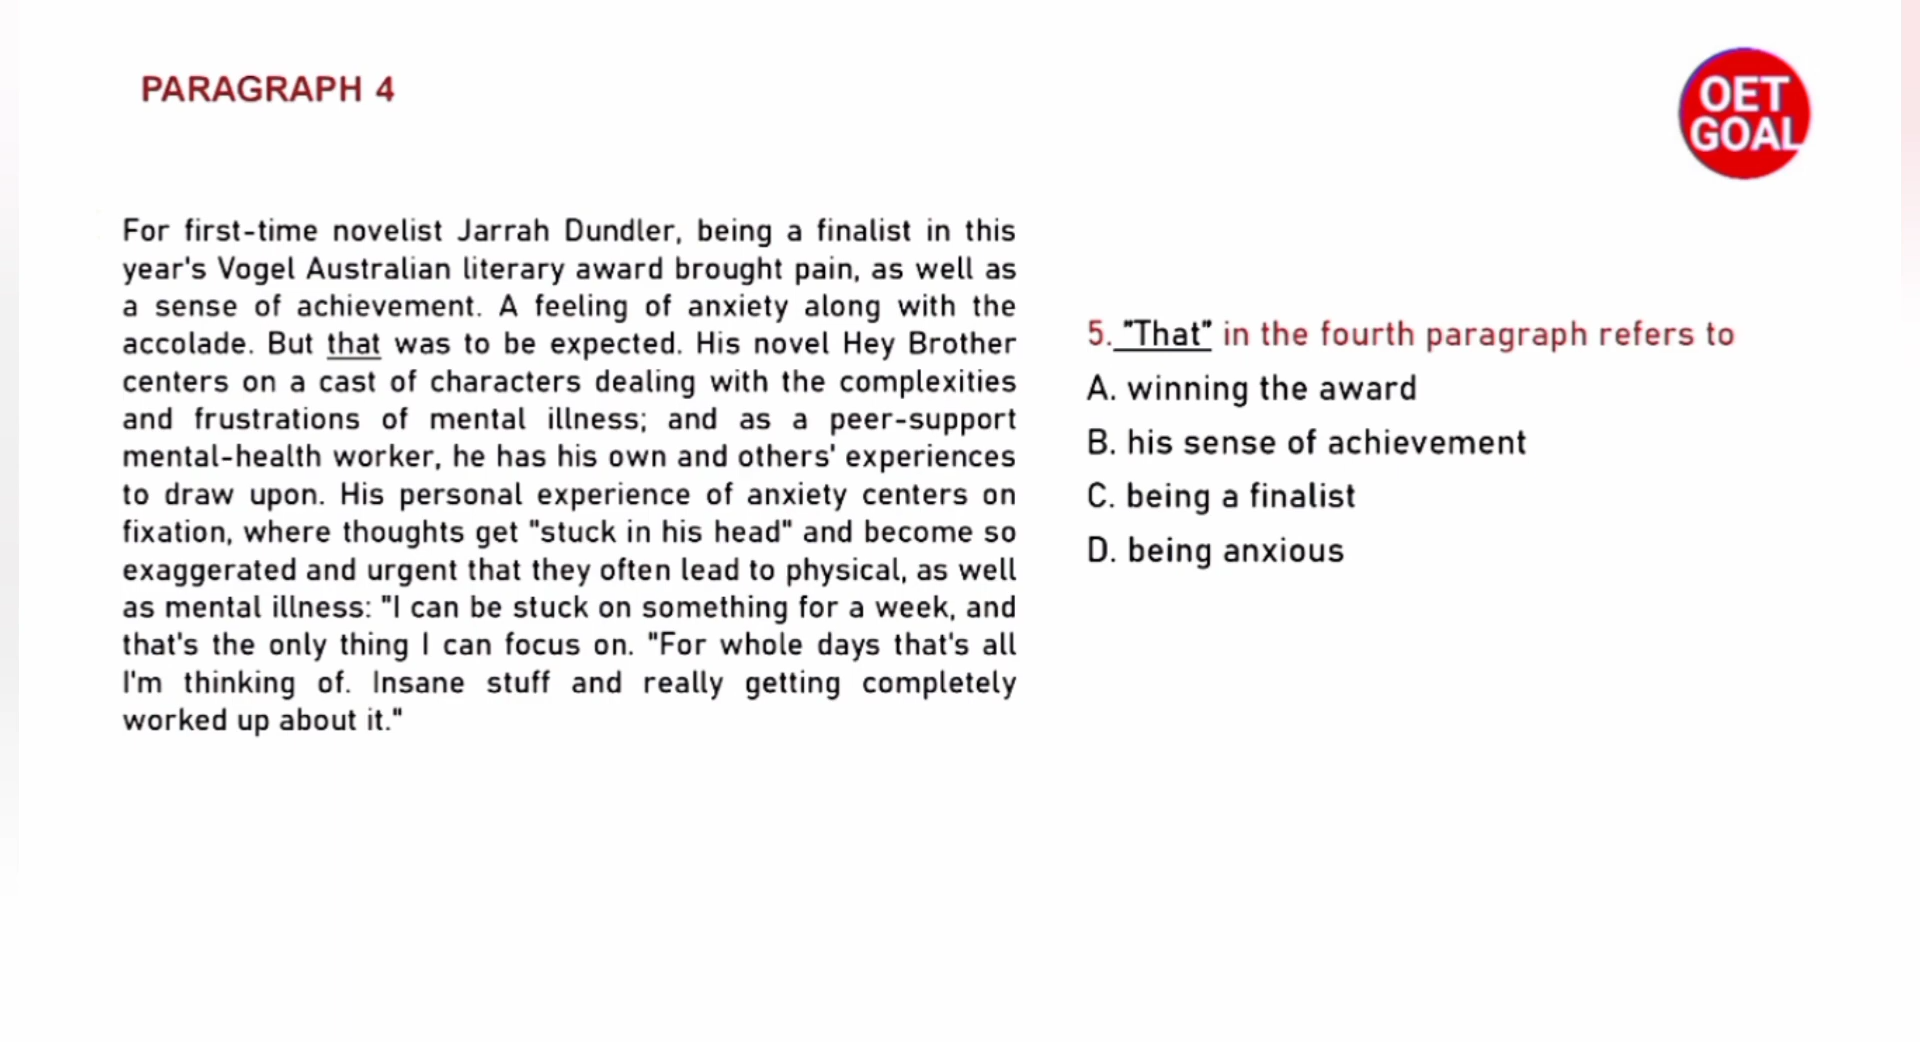 PARAGRAPH 4
OET
GOAL
For first-time novelist Jarrah Dundler, being a finalist in this
year's Vogel Australian literary award brought pain, as well as
a sense of achievement. A feeling of anxiety along with the
accolade. But that was to be expected. His novel Hey Brother
centers on a cast of characters dealing with the complexities
and frustrations of mental illness; and as a peer-support
mental-health worker, he has his own and others' experiences
to draw upon. His personal experience of anxiety centers on
fixation, where thoughts get "stuck in his head" and become so
exaggerated and urgent that they often lead to physical, as well
as mental illness: "I can be stuck on something for a week, and
that's the only thing I can focus on. "For whole days that's all
I'm thinking of. Insane stuff and really getting completely
worked up about it."
5. "That" in the fourth paragraph refers to
A. winning the award
B. his sense of achievement
C. being a finalist
D. being anxious